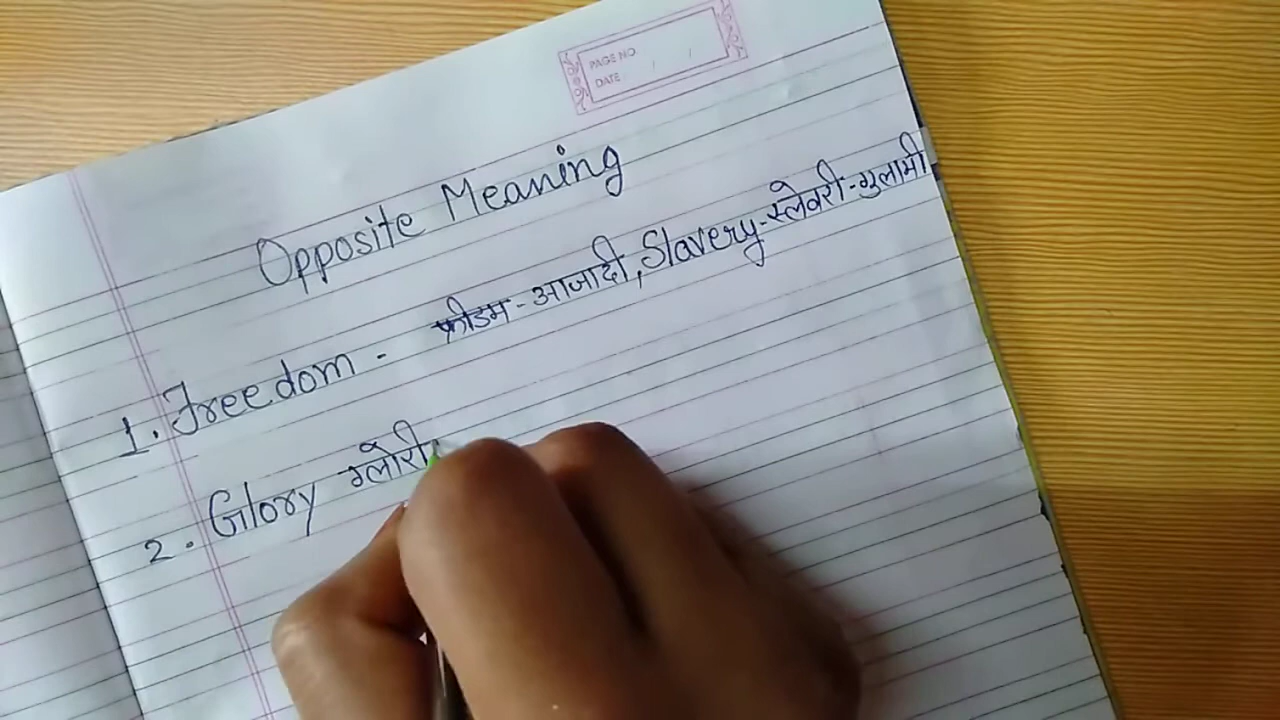 PAGE NO
DATE / /
Opposite Meaning
1. Freedom - फ्रीडम - आजादी, Slavery - स्लेवरी - गुलामी
2. Glory ग्लोरी